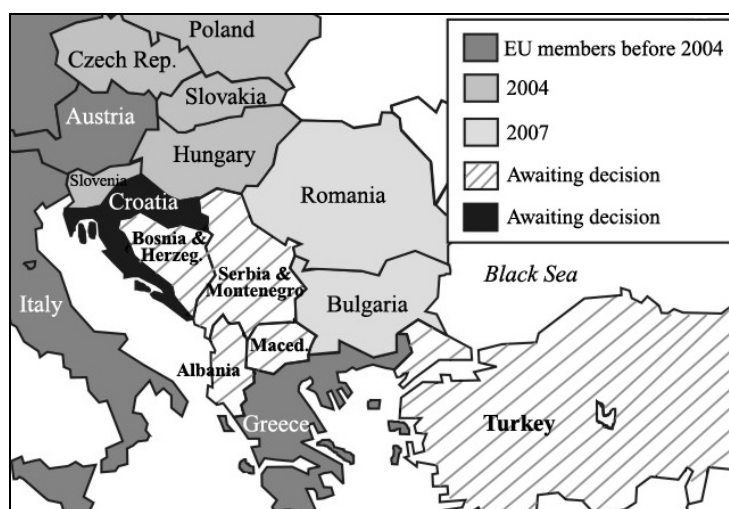 Poland
Czech Rep.
Slovakia
Austria
Hungary
Slovenia
Croatia
Romania
Bosnia &
Herzeg.
Serbia &
Montenegro
Italy
Bulgaria
Black Sea
Maced.
Albania
Greece
Turkey
EU members before 2004
2004
2007
Awaiting decision
Awaiting decision